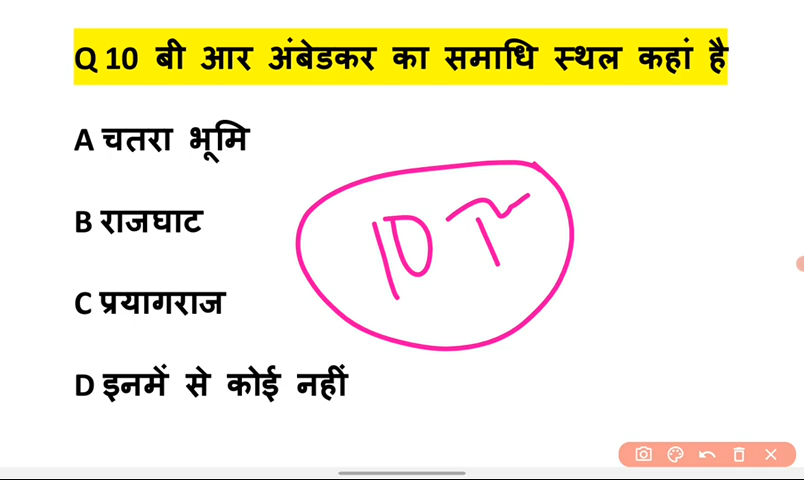 Q 10 बी आर अंबेडकर का समाधि स्थल कहां है
A चतरा भूमि
B राजघाट
10
C प्रयागराज
D इनमें से कोई नहीं